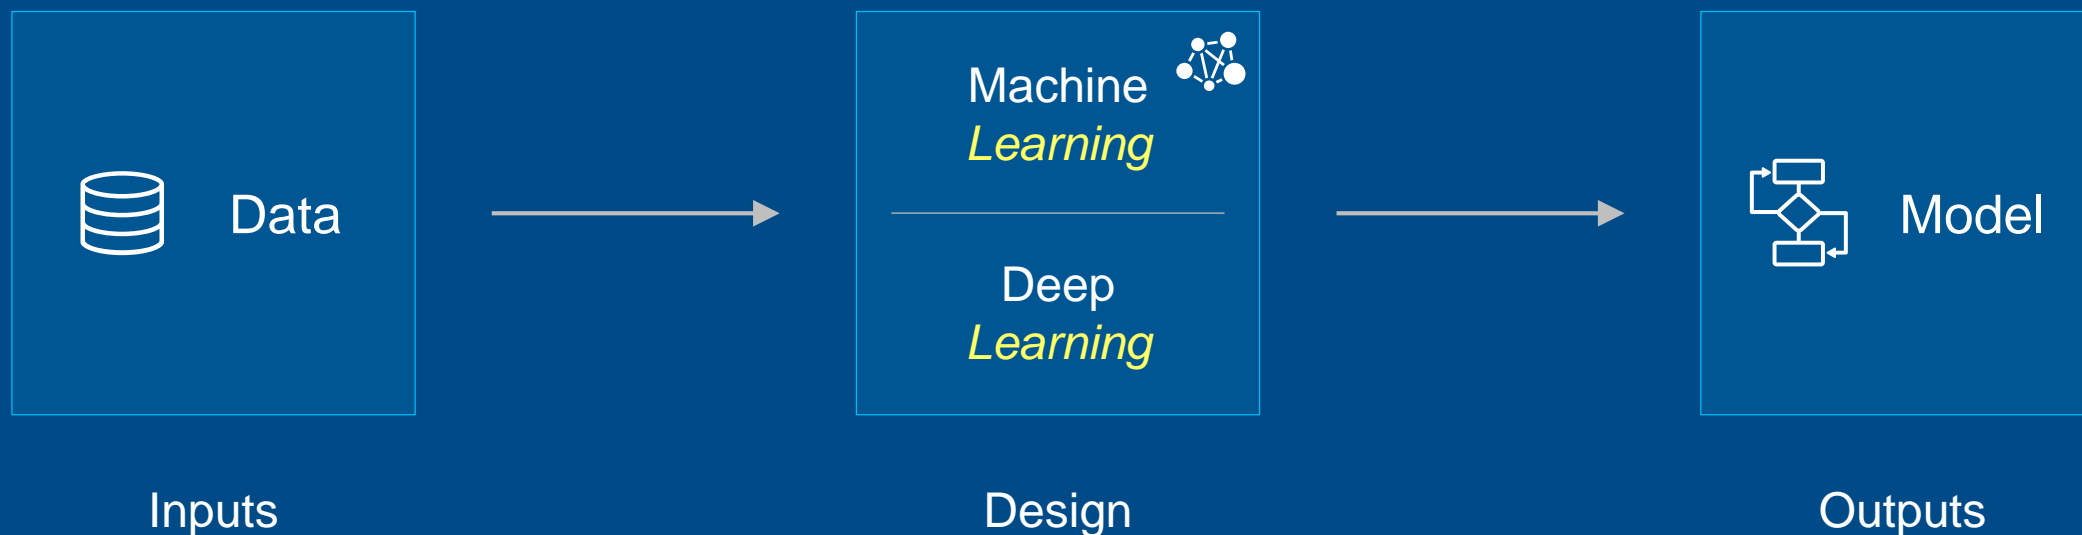 Data
Machine
Learning
Deep
Learning
Model
Inputs
Design
Outputs